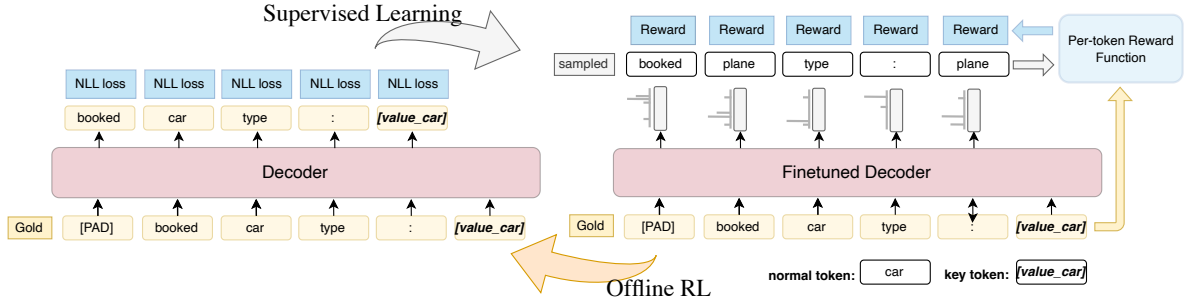 Supervised Learning
NLL loss NLL loss NLL loss NLL loss NLL loss
booked car type : [value_car]
Decoder
Gold [PAD] booked car type : [value_car]
Reward Reward Reward Reward Reward
sampled booked plane type : plane
Per-token Reward
Function
Finetuned Decoder
Gold [PAD] booked car type : [value_car]
normal token: car key token: [value_car]
Offline RL